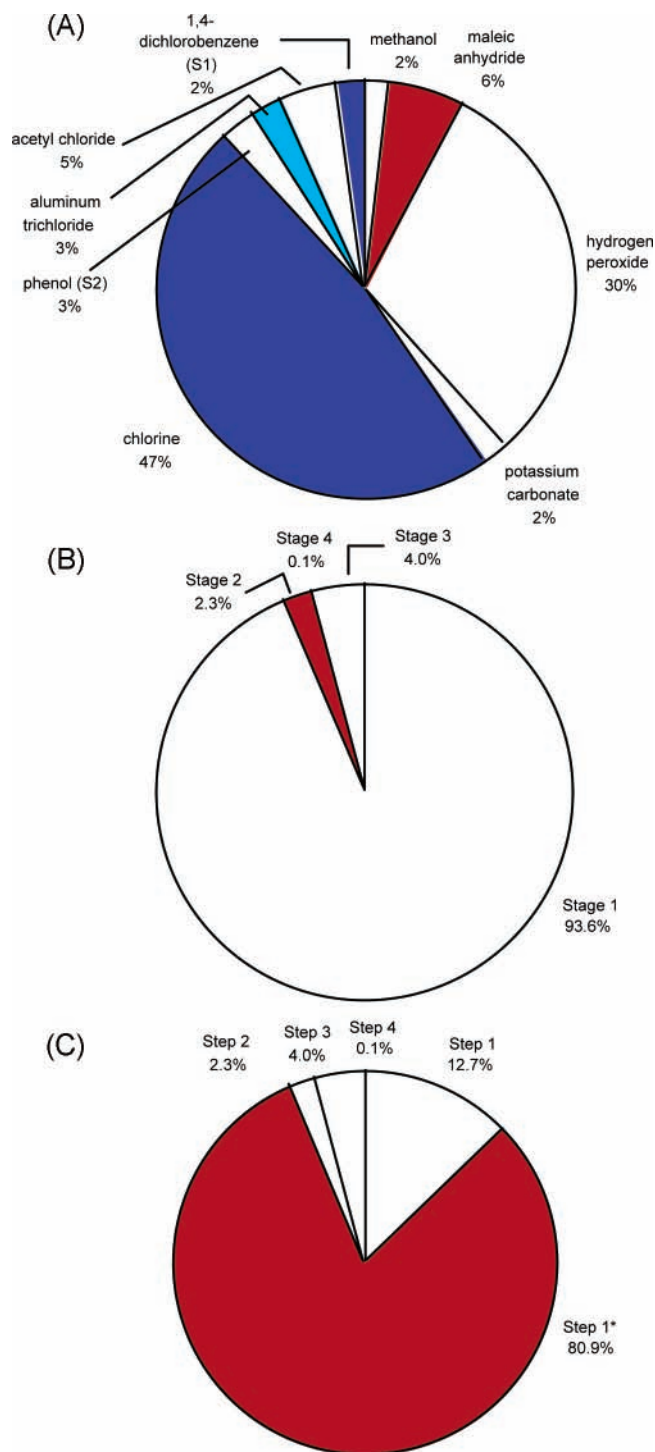 (A)
1,4-
dichlorobenzene
(S1)
2%
methanol
2%
maleic
anhydride
6%
acetyl chloride
5%
aluminum
trichloride
3%
phenol (S2)
3%
hydrogen
peroxide
30%
chlorine
47%
potassium
carbonate
2%
(B)
Stage 2
2.3%
Stage 4
0.1%
Stage 3
4.0%
Stage 1
93.6%
(C)
Step 2
2.3%
Step 3
4.0%
Step 4
0.1%
Step 1
12.7%
Step 1*
80.9%